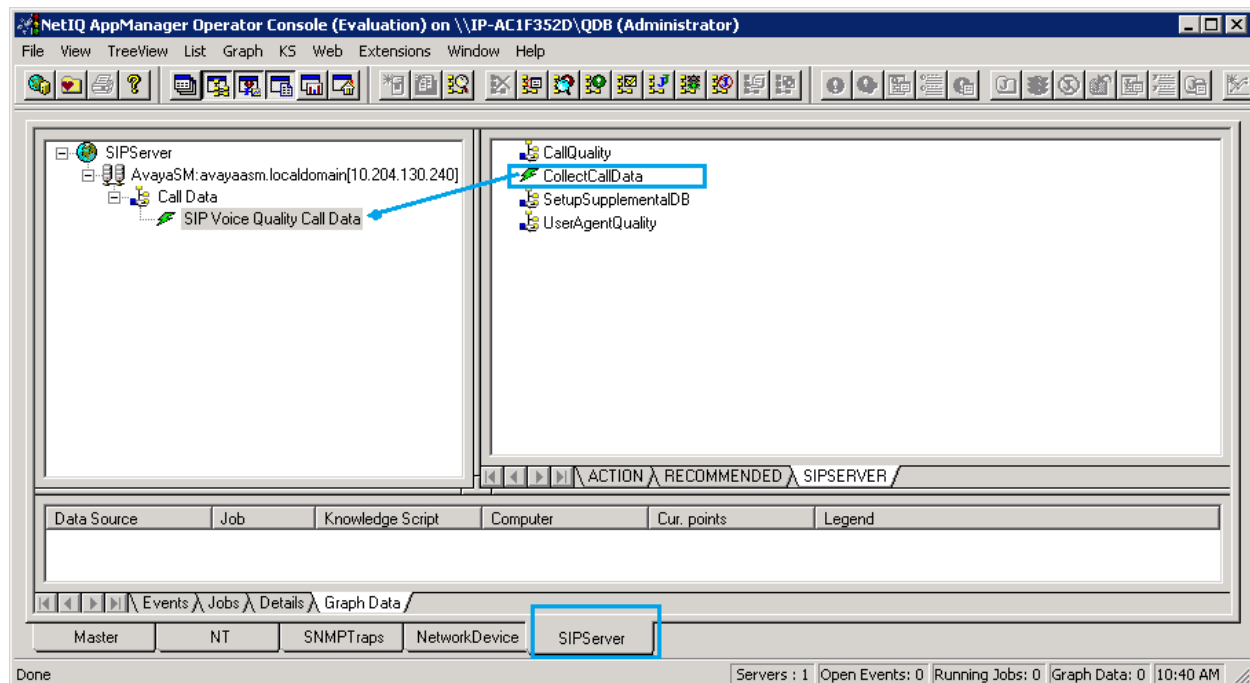 NetIQ AppManager Operator Console (Evaluation) on \\IP-AC1F352D\QDB (Administrator)
File View TreeView List Graph KS Web Extensions Window Help
SIPServer
AvayaSM:avayaasm.localdomain[10.204.130.240]
Call Data
SIP Voice Quality Call Data
CallQuality
CollectCallData
SetupSupplementalDB
UserAgentQuality
ACTION RECOMMENDED SIPSERVER
Data Source Job Knowledge Script Computer Cur. points Legend
Events Jobs Details Graph Data
Master NT SNMPTraps NetworkDevice SIPServer
Done Servers : 1 Open Events: 0 Running Jobs: 0 Graph Data: 0 10:40 AM